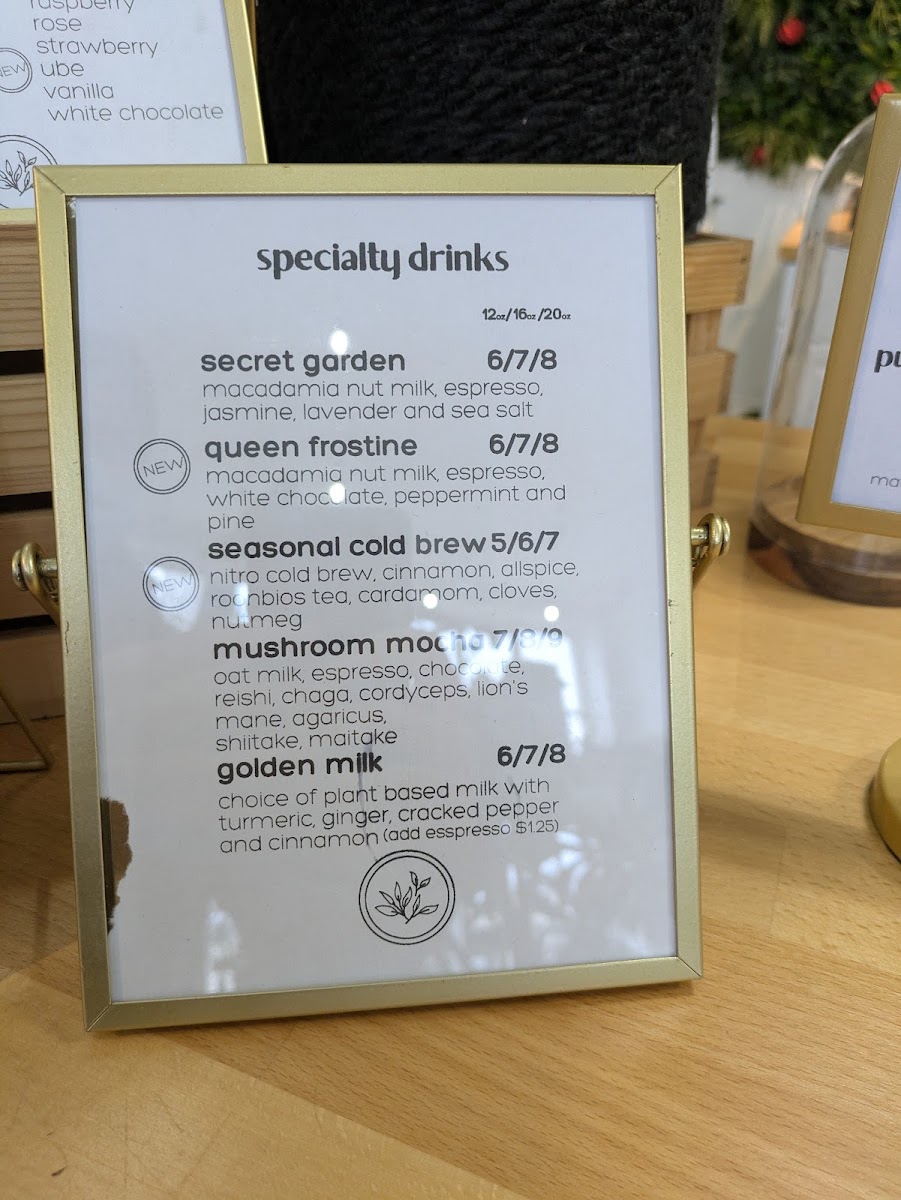 raspberry
rose
strawberry
NEW ube
vanilla
white chocolate
specialty drinks
12oz/16oz/20oz
secret garden 6/7/8
macadamia nut milk, espresso,
jasmine, lavender and sea salt
NEW queen frostine 6/7/8
macadamia nut milk, espresso,
white chocolate, peppermint and
pine
seasonal cold brew 5/6/7
NEW nitro cold brew, cinnamon, allspice,
roonbios tea, cardamom, cloves,
nutmeg
mushroom mocha 7/8/9
oat milk, espresso, chocolate,
reishi, chaga, cordyceps, lion's
mane, agaricus,
shiitake, maitake
golden milk 6/7/8
choice of plant based milk with
turmeric, ginger, cracked pepper
and cinnamon (add esspresso $1.25)